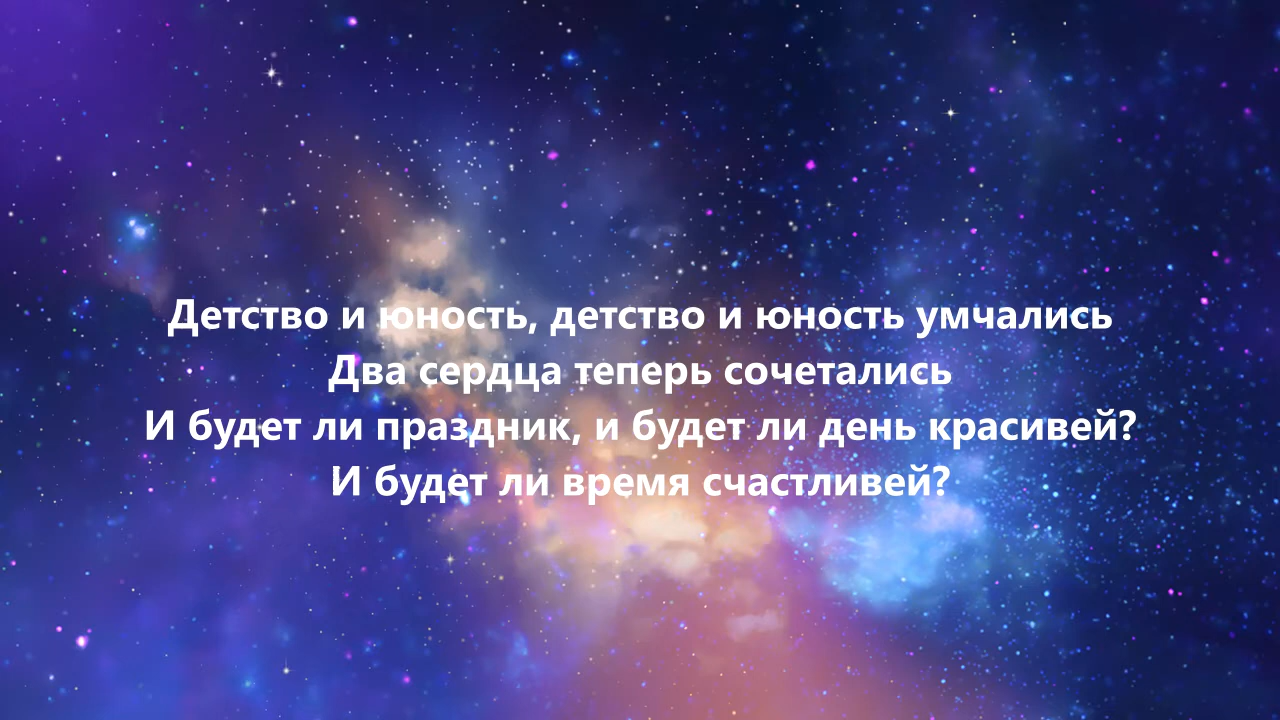 Детство и юность, детство и юность умчались
Два сердца теперь сочетались
И будет ли праздник, и будет ли день красивей?
И будет ли время счастливей?